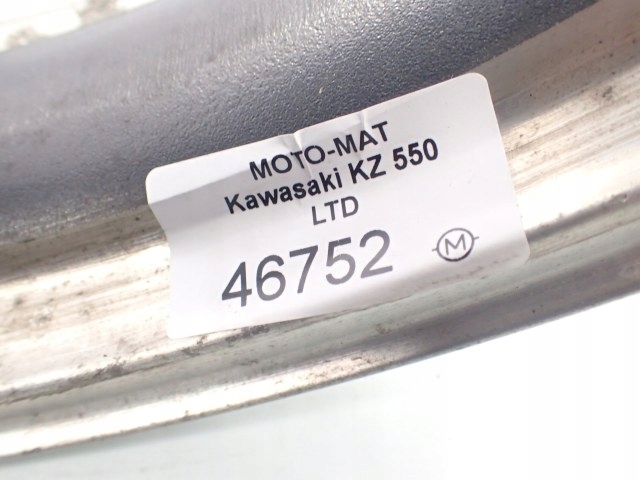 MOTO-MAT
Kawasaki KZ 550
LTD
46752 M